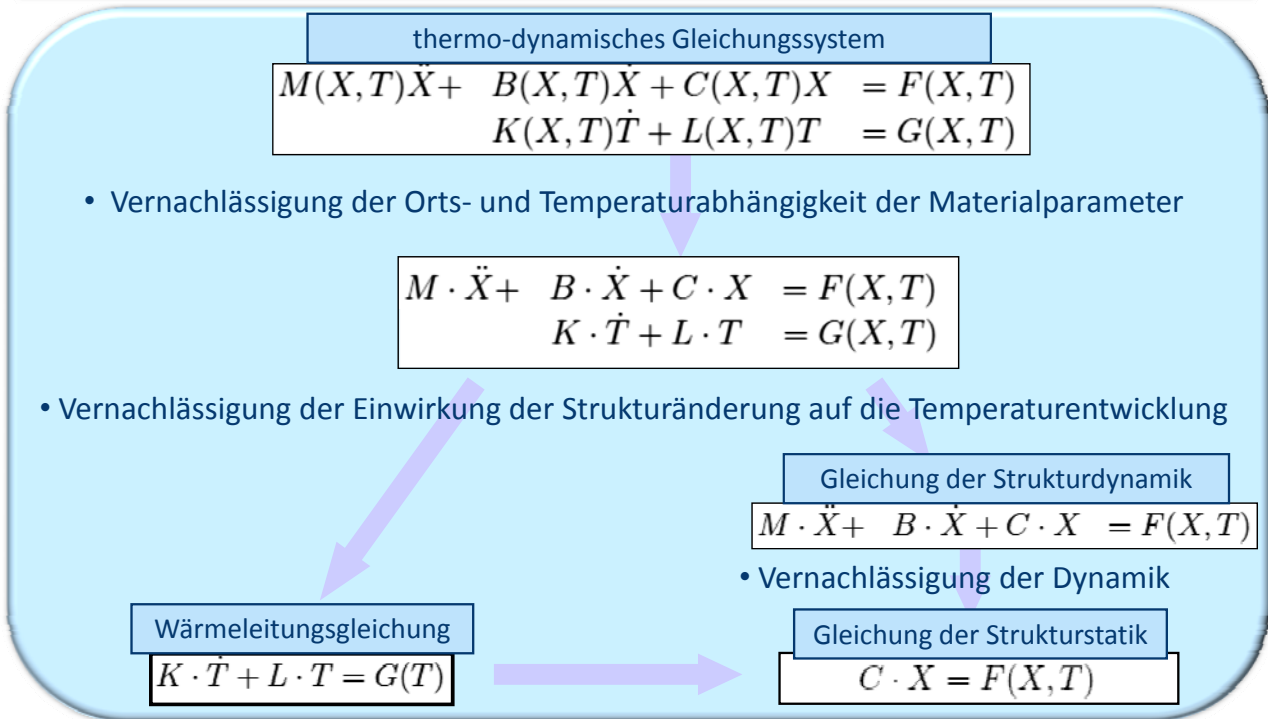 thermo-dynamisches Gleichungssystem
M(X,T)Ẍ+ B(X,T)Ẋ + C(X,T)X = F(X,T)
K(X,T)Ṫ + L(X,T)T = G(X,T)
• Vernachlässigung der Orts- und Temperaturabhängigkeit der Materialparameter
M · Ẍ+ B · Ẋ + C · X = F(X,T)
K · Ṫ + L · T = G(X,T)
• Vernachlässigung der Einwirkung der Strukturänderung auf die Temperaturentwicklung
Gleichung der Strukturdynamik
M · Ẍ+ B · Ẋ + C · X = F(X,T)
• Vernachlässigung der Dynamik
Wärmeleitungsgleichung
K · Ṫ + L · T = G(T)
Gleichung der Strukturstatik
C · X = F(X,T)